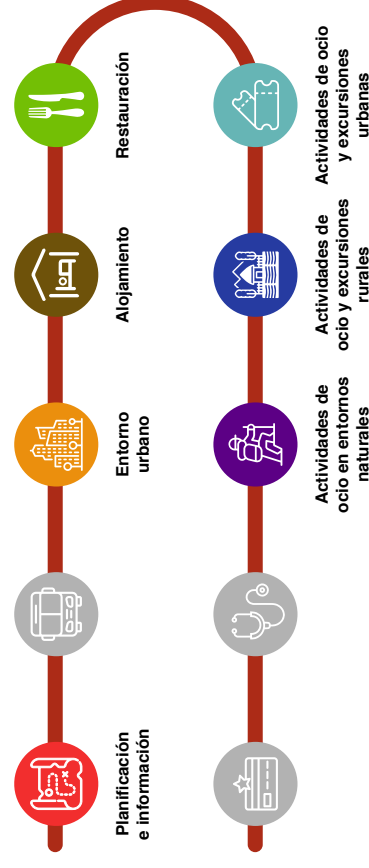 Planificación
e información
Entorno
urbano
Alojamiento
Restauración
Actividades de ocio
y excursiones
urbanas
Actividades de
ocio y excursiones
rurales
Actividades de
ocio en entornos
naturales